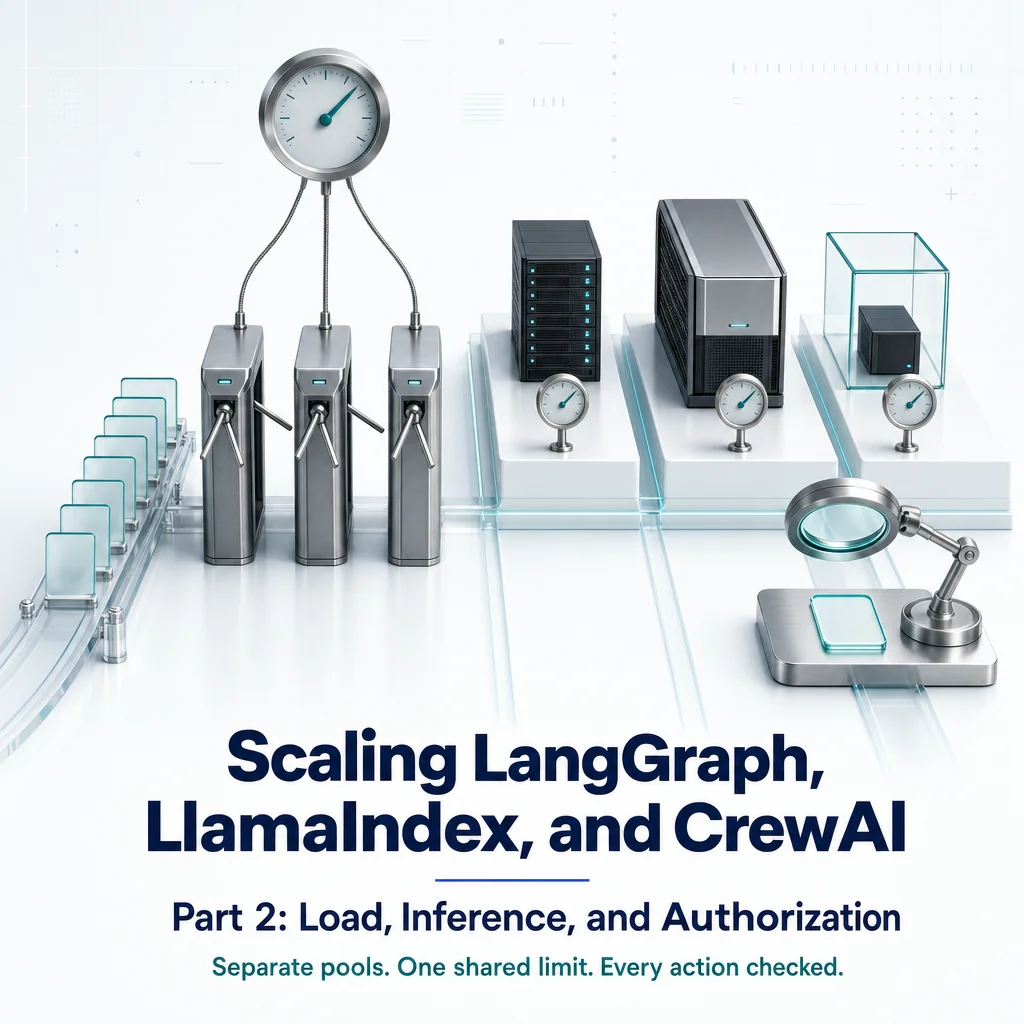 Scaling LangGraph,
LlamaIndex, and CrewAI
Part 2: Load, Inference, and Authorization
Separate pools. One shared limit. Every action checked.